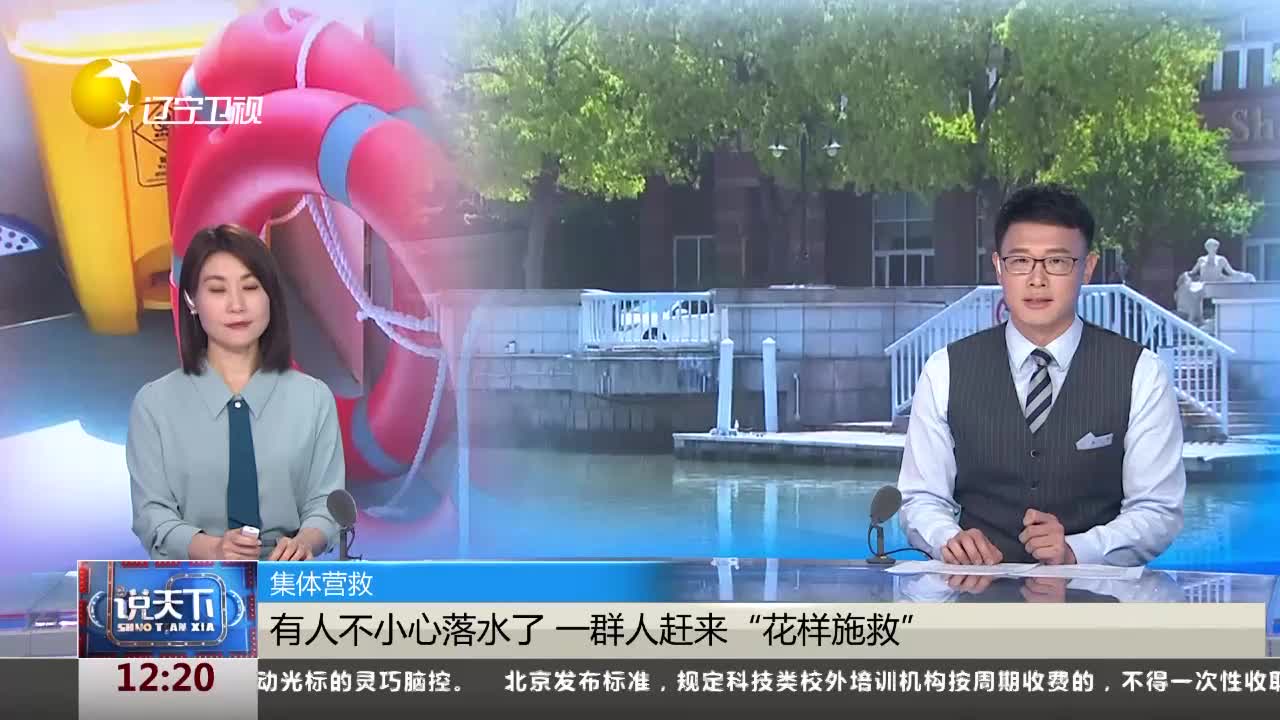 辽宁卫视
Sh
集体营救
说天下
SHUO TIAN XIA
有人不小心落水了 一群人赶来“花样施救”
12:20
动光标的灵巧脑控。 北京发布标准，规定科技类校外培训机构按周期收费的，不得一次性收取